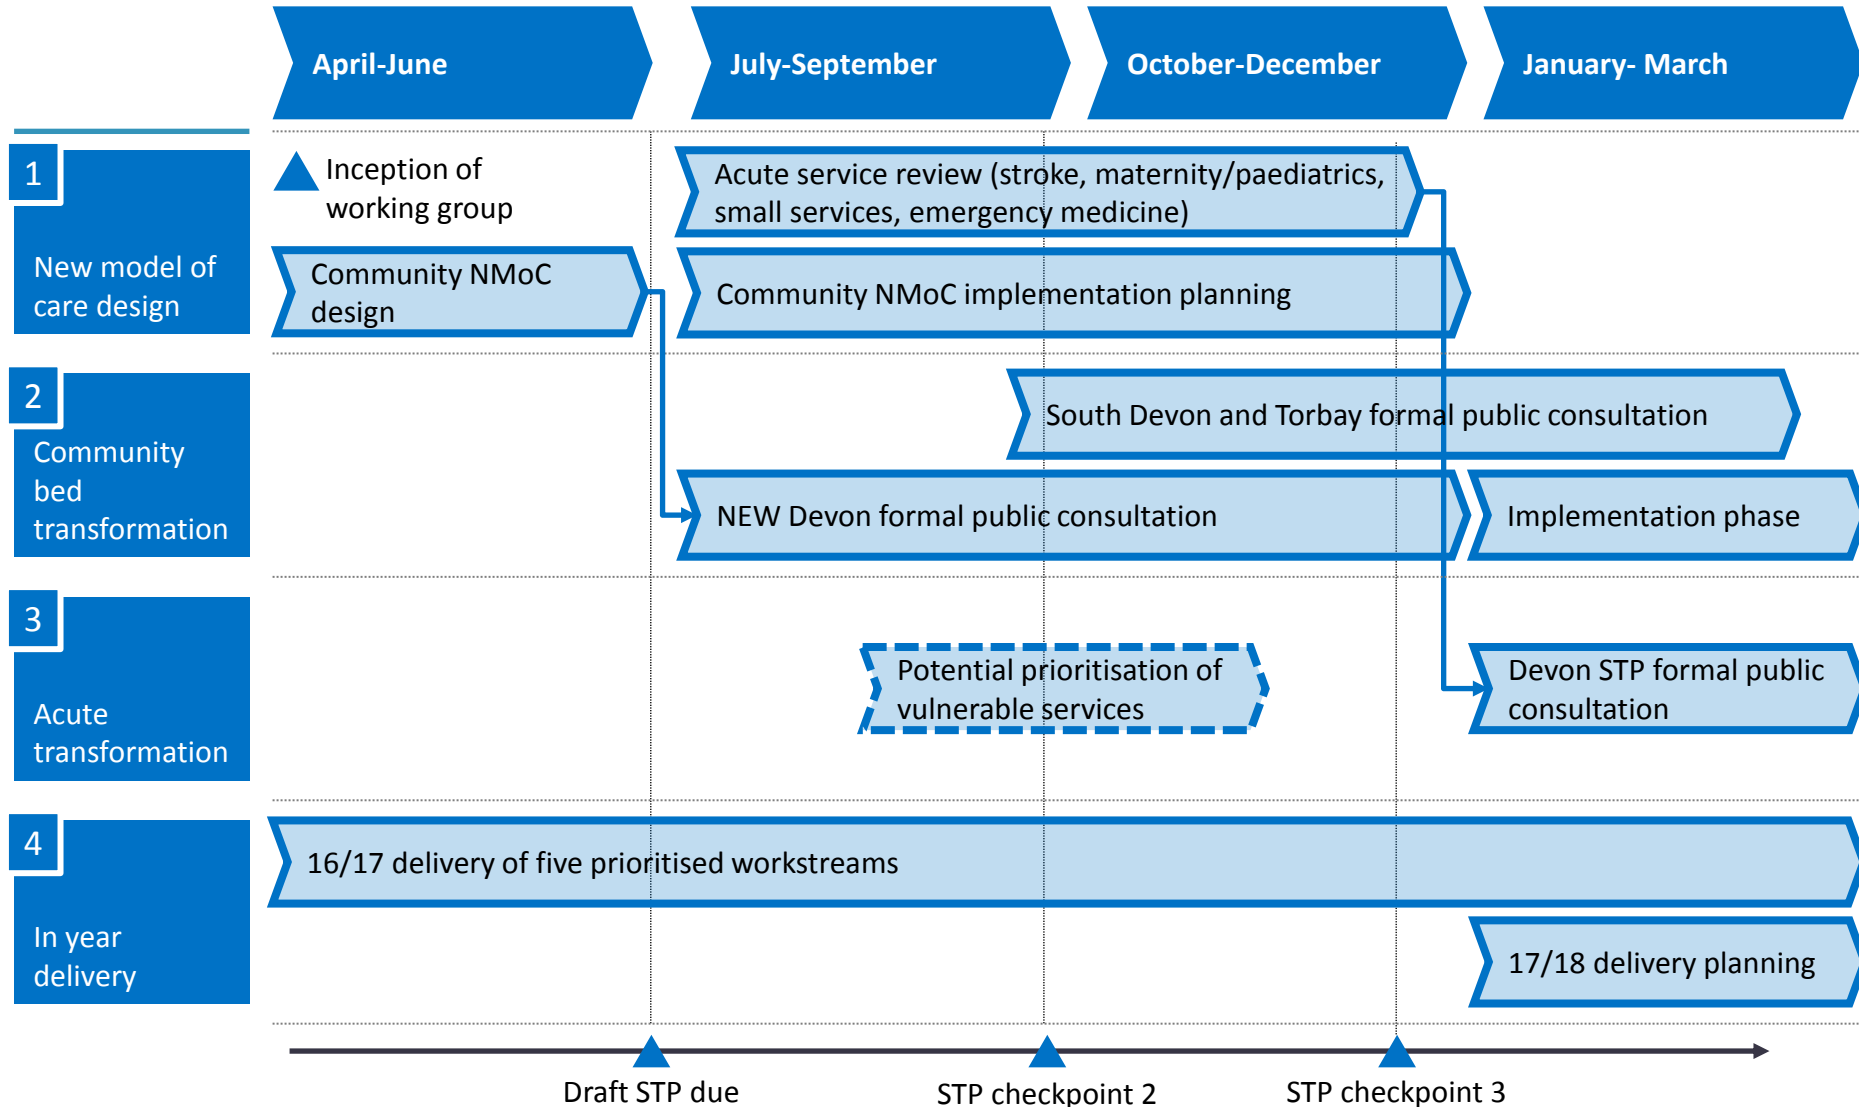 April-June
July-September
October-December
January- March
1
New model of
care design
Inception of
working group
Acute service review (stroke, maternity/paediatrics,
small services, emergency medicine)
Community NMoC
design
Community NMoC implementation planning
2
Community
bed
transformation
South Devon and Torbay formal public consultation
NEW Devon formal public consultation
Implementation phase
3
Acute
transformation
Potential prioritisation of
vulnerable services
Devon STP formal public
consultation
4
In year
delivery
16/17 delivery of five prioritised workstreams
17/18 delivery planning
Draft STP due
STP checkpoint 2
STP checkpoint 3